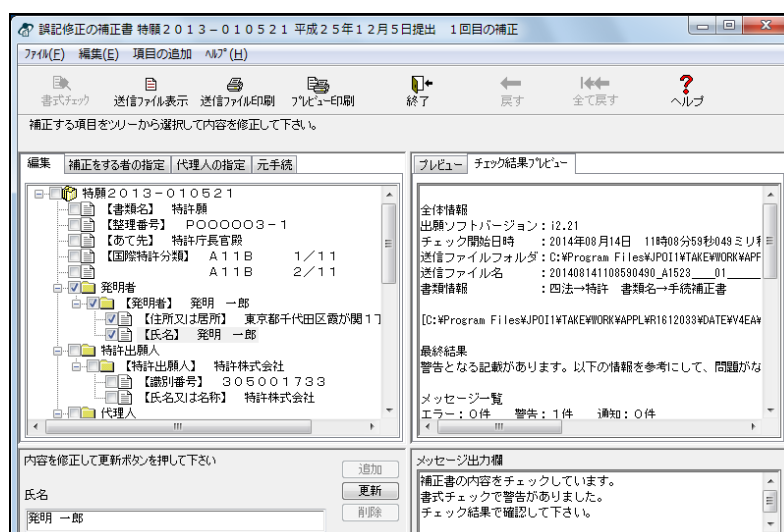 誤記修正の補正書 特願２０１３－０１０５２１ 平成２５年１２月５日提出　１回目の補正
ﾌｧｲﾙ(F)　編集(E)　項目の追加　ﾍﾙﾌﾟ(H)
書式ﾁｪｯｸ　送信ﾌｧｲﾙ表示　送信ﾌｧｲﾙ印刷　ﾌﾟﾚﾋﾞｭｰ印刷　終了　戻す　全て戻す　ヘルプ
補正する項目をツリーから選択して内容を修正して下さい。
編集　補正をする者の指定　代理人の指定　元手続
特願２０１３－０１０５２１
【書類名】　特許願
【整理番号】　Ｐ０００００３－１
【あて先】　特許庁長官殿
【国際特許分類】　Ａ１１Ｂ　１／１１
Ａ１１Ｂ　２／１１
発明者
【発明者】　発明　一郎
【住所又は居所】　東京都千代田区霞が関１丁
【氏名】　発明　一郎
特許出願人
【特許出願人】　特許株式会社
【識別番号】　３０５００１７３３
【氏名又は名称】　特許株式会社
代理人
プレビュー　チェック結果ﾌﾟﾚﾋﾞｭｰ
全体情報
出願ソフトバージョン：i2.21
チェック開始日時　：2014年08月14日　11時08分59秒049ミリ
送信ファイルフォルダ：C:¥Program Files¥JPOI1¥TAKE¥WORK¥APP
送信ファイル名　：201408141108590490_A1523____01______
書類情報　：四法→特許　書類名→手続補正書
[C:¥Program Files¥JPOI1¥TAKE¥WORK¥APPL¥R1612033¥DATE¥V4EA¥
最終結果
警告となる記載があります。以下の情報を参考にして、問題がな
メッセージ一覧
エラー：０件　警告：１件　通知：０件
内容を修正して更新ボタンを押して下さい
追加
氏名
更新
発明 一郎
削除
メッセージ出力欄
補正書の内容をチェックしています。
書式チェックで警告がありました。
チェック結果で確認して下さい。